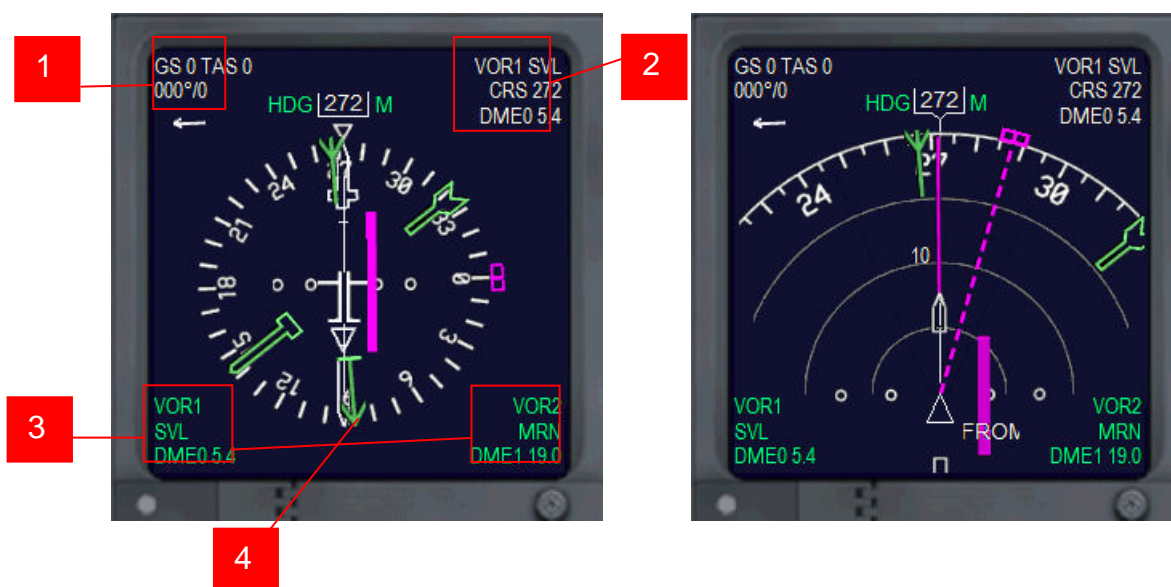 1
GS 0 TAS 0
000°/0
VOR1 SVL
CRS 272
DME0 5.4
2
HDG 272 M
24
30
21
33
18
0
3
12
6
3
VOR1
SVL
DME0 5.4
VOR2
MRN
DME1 19.0
4
GS 0 TAS 0
000°/0
VOR1 SVL
CRS 272
DME0 5.4
HDG 272 M
24
27
30
10
VOR1
SVL
DME0 5.4
FROM
VOR2
MRN
DME1 19.0